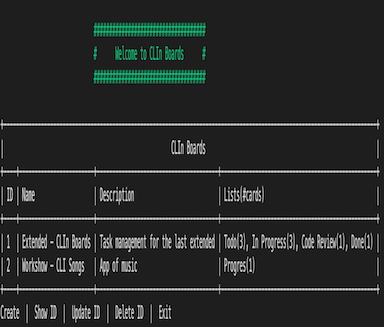 ################################
# Welcome to CLIn Boards #
################################
CLIn Boards
| ID | Name | Description | Lists(#cards) |
| 1 | Extended - CLIn Boards | Task management for the last extended | Todo(3), In Progress(3), Code Review(1), Done(1) |
| 2 | Workshow - CLI Songs | App of music | Progres(1) |
Create | Show ID | Update ID | Delete ID | Exit